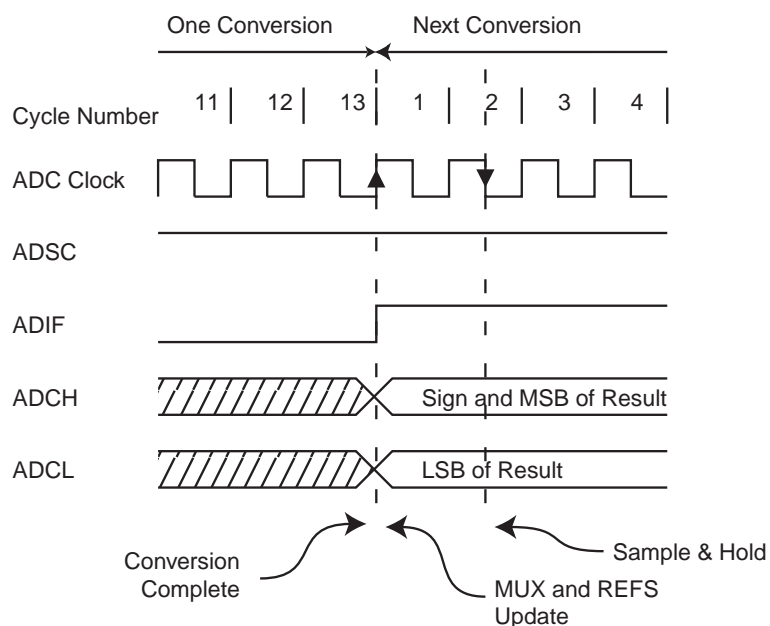 One Conversion Next Conversion
Cycle Number 11 12 13 1 2 3 4
ADC Clock
ADSC
ADIF
ADCH Sign and MSB of Result
ADCL LSB of Result
Conversion
Complete
MUX and REFS
Update
Sample & Hold